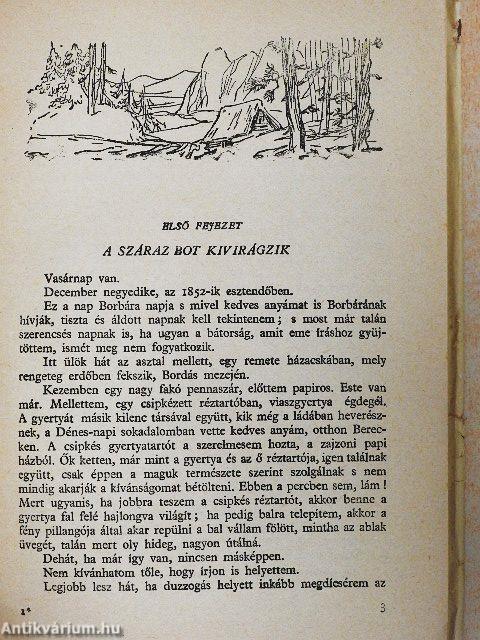 ELSŐ FEJEZET
A SZÁRAZ BOT KIVIRÁGZIK
Vasárnap van.
December negyedike, az 1852-ik esztendőben.
Ez a nap Borbára napja s mivel kedves anyámat is Borbárának
hívják, tiszta és áldott napnak kell tekintenem; s most már talán
szerencsés napnak is, ha ugyan a bátorság, amit eme íráshoz gyüj-
töttem, ismét meg nem fogyatkozik.
Itt ülök hát az asztal mellett, egy remete házacskában, mely
rengeteg erdőben fekszik, Bordás mezején.
Kezemben egy nagy fakó pennaszár, előttem papiros. Este van
már. Mellettem, egy csipkézett réztartóban, viaszgyertya égdegél.
A gyertyát másik kilenc társával együtt, kik még a ládában heverész-
nek, a Dénes-napi sokadalomban vette kedves anyám, otthon Berec-
ken. A csipkés gyertyatartót a szerelmesem hozta, a zajzoni papi
házból. Ők ketten, már mint a gyertya és az ő réztartója, igen találnak
együtt, csak éppen a maguk természete szerint szolgálnak s nem
mindig akarják a kívánságomat bétölteni. Ebben a percben sem, lám!
Mert ugyanis, ha jobbra teszem a csipkés réztartót, akkor benne a
gyertya fal felé hajlongva világít; ha pedig balra telepítem, akkor a
fény pillangója által akar repülni a bal vállam fölött, mintha az ablak
üvegét, talán mert oly hideg, nagyon útálná.
Dehát, ha már így van, nincsen másképpen.
Nem kívánhatom tőle, hogy írjon is helyettem.
Legjobb lesz hát, ha duzzogás helyett inkább megdícsérem az
1*
3
Antikvárium.hu